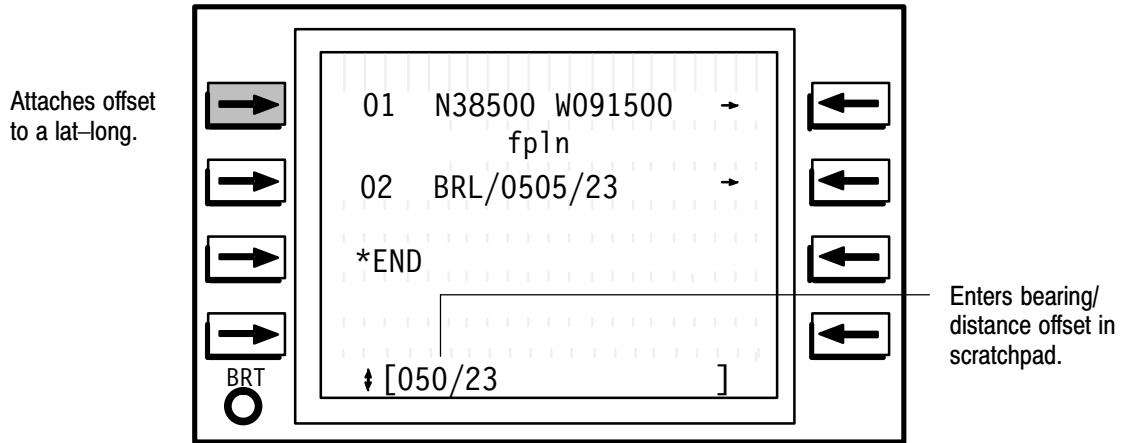 Attaches offset
to a lat–long.
01 N38500 W091500 →
fpln
02 BRL/0505/23 →
*END
[050/23 ]
BRT
Enters bearing/
distance offset in
scratchpad.